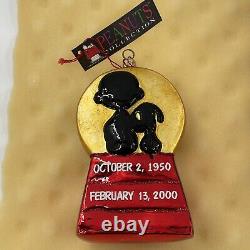 PEANUTS
COLLECTION
OCTOBER 2, 1950
FEBRUARY 13, 2000